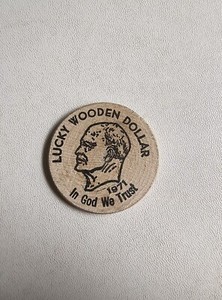 LUCKY WOODEN DOLLAR
1971
In God We Trust